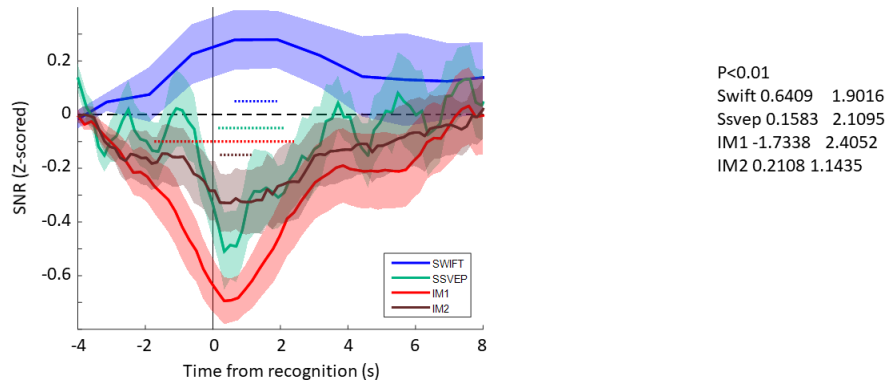 0.2
0
-0.2
-0.4
-0.6
SNR (Z-scored)
-4
-2
0
2
4
6
8
Time from recognition (s)
SWIFT
SSVEP
IM1
IM2
P<0.01
Swift 0.6409 1.9016
Ssvep 0.1583 2.1095
IM1 -1.7338 2.4052
IM2 0.2108 1.1435